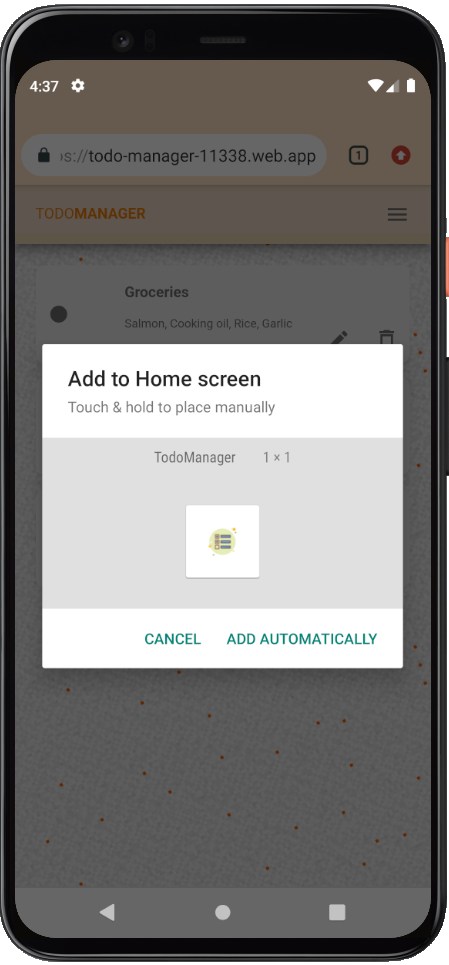 4:37
os://todo-manager-11338.web.app
1
TODOMANAGER
Groceries
Salmon, Cooking oil, Rice, Garlic
Add to Home screen
Touch & hold to place manually
TodoManager 1 × 1
CANCEL ADD AUTOMATICALLY